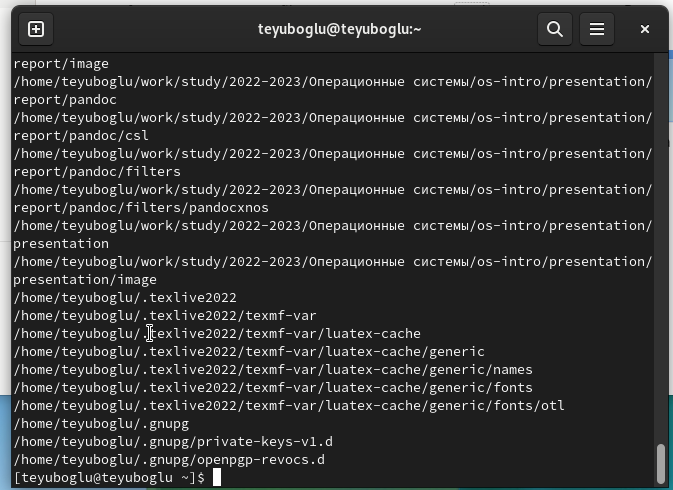 teyuboglu@teyuboglu:~
report/image
/home/teyuboglu/work/study/2022-2023/Операционные системы/os-intro/presentation/
report/pandoc
/home/teyuboglu/work/study/2022-2023/Операционные системы/os-intro/presentation/
report/pandoc/csl
/home/teyuboglu/work/study/2022-2023/Операционные системы/os-intro/presentation/
report/pandoc/filters
/home/teyuboglu/work/study/2022-2023/Операционные системы/os-intro/presentation/
report/pandoc/filters/pandocxnos
/home/teyuboglu/work/study/2022-2023/Операционные системы/os-intro/presentation/
presentation
/home/teyuboglu/work/study/2022-2023/Операционные системы/os-intro/presentation/
presentation/image
/home/teyuboglu/.texlive2022
/home/teyuboglu/.texlive2022/texmf-var
/home/teyuboglu/.texlive2022/texmf-var/luatex-cache
/home/teyuboglu/.texlive2022/texmf-var/luatex-cache/generic
/home/teyuboglu/.texlive2022/texmf-var/luatex-cache/generic/names
/home/teyuboglu/.texlive2022/texmf-var/luatex-cache/generic/fonts
/home/teyuboglu/.texlive2022/texmf-var/luatex-cache/generic/fonts/otl
/home/teyuboglu/.gnupg
/home/teyuboglu/.gnupg/private-keys-v1.d
/home/teyuboglu/.gnupg/openpgp-revocs.d
[teyuboglu@teyuboglu ~]$